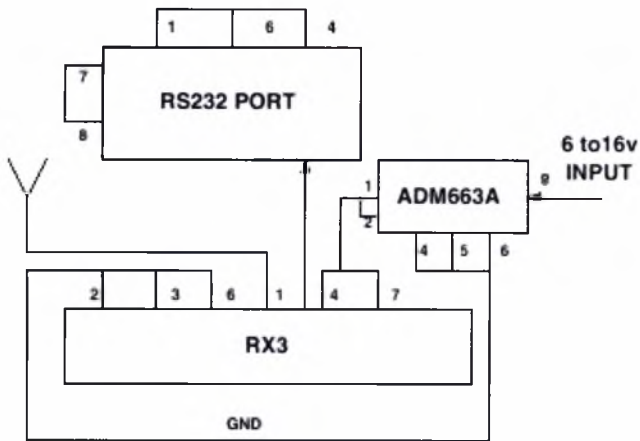 1 6 4
7
RS232 PORT
8
6 to16v
INPUT
1
ADM663A
8
2
4 5 6
2 3 6 1 4 7
RX3
GND